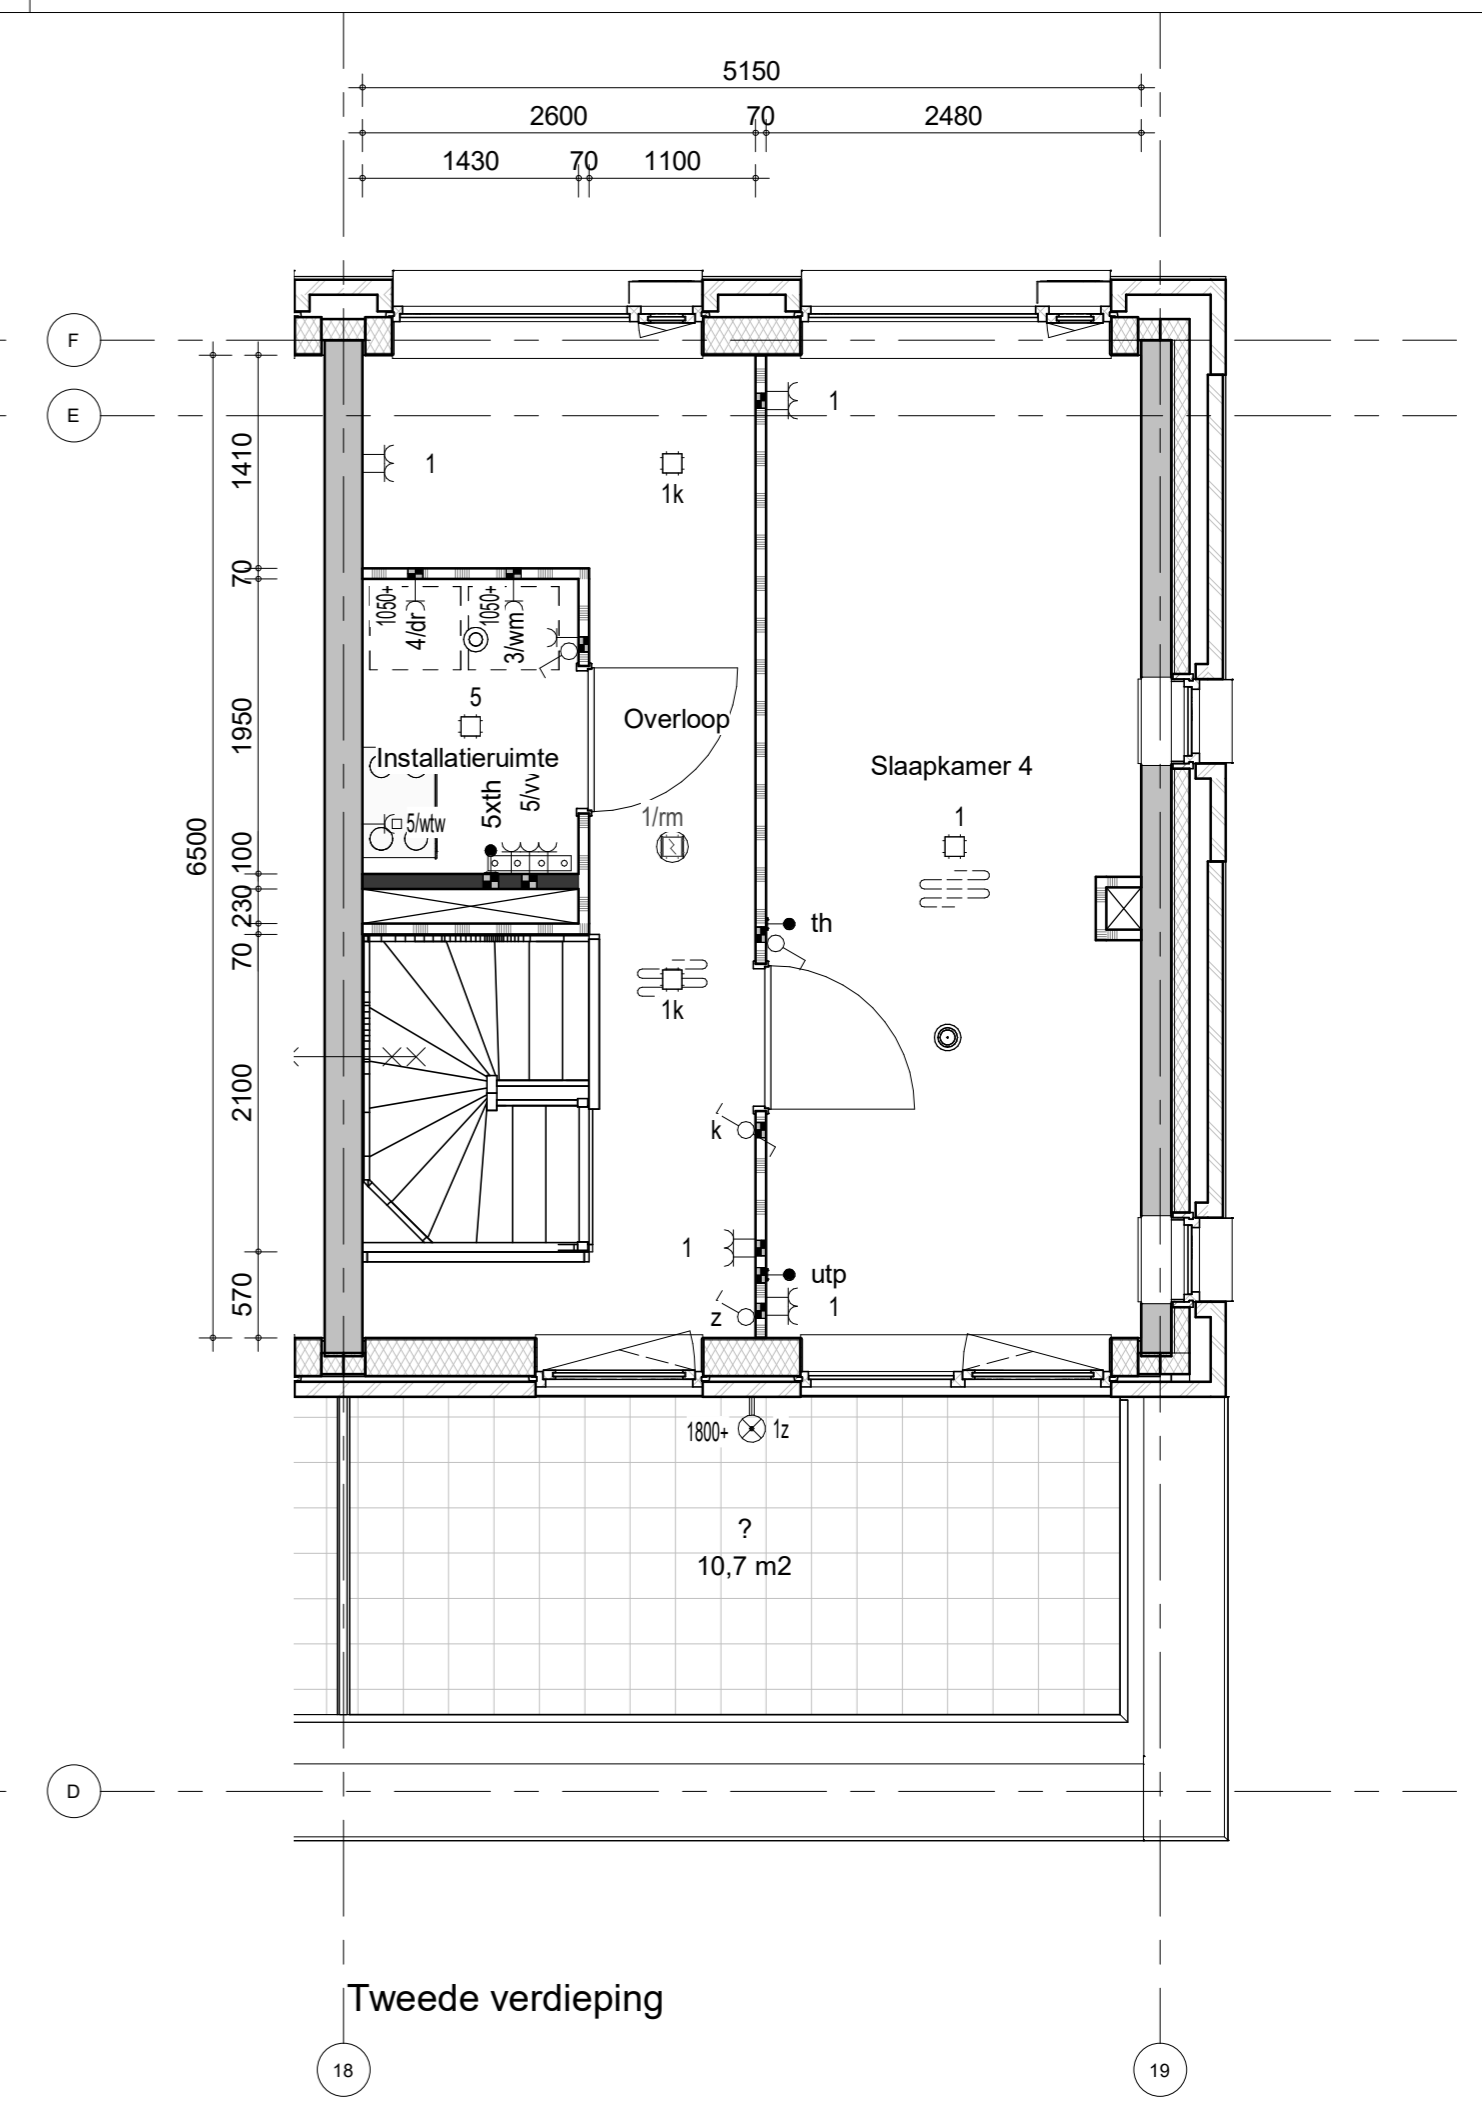 5150
2600 70 2480
1430 70 1100
F
E
1
1
1410
1k
70
1050+
4/dr
1050+
3/wm
5
Overloop
1950
Installatieruimte
Slaapkamer 4
5xth
5/vv
1/rm
1
5/wtw
6500
100
230
th
70
1k
2100
k
1
utp
570
z
1
1800+ 1z
?
10,7 m2
D
Tweede verdieping
18
19